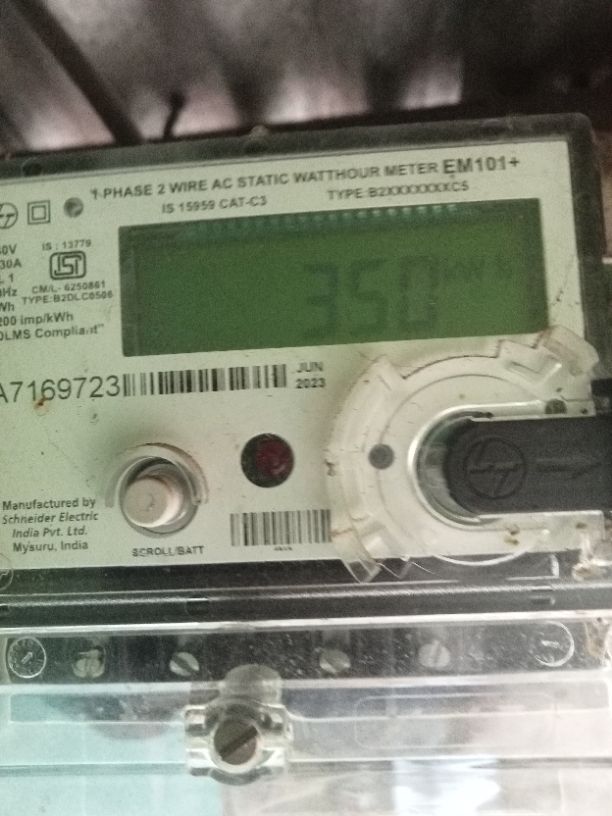 1-PHASE 2 WIRE AC STATIC WATTHOUR METER EM101+
IS 15959 CAT-C3 TYPE:B2XXXXXXXC5
IS : 13779
CM/L- 6250861
TYPE:B2DLC0506
200 imp/kWh
DLMS Compliant"
350
A7169723
JUN
2023
Manufactured by
Schneider Electric
India Pvt. Ltd.
Mysuru, India
SCROLL/BATT